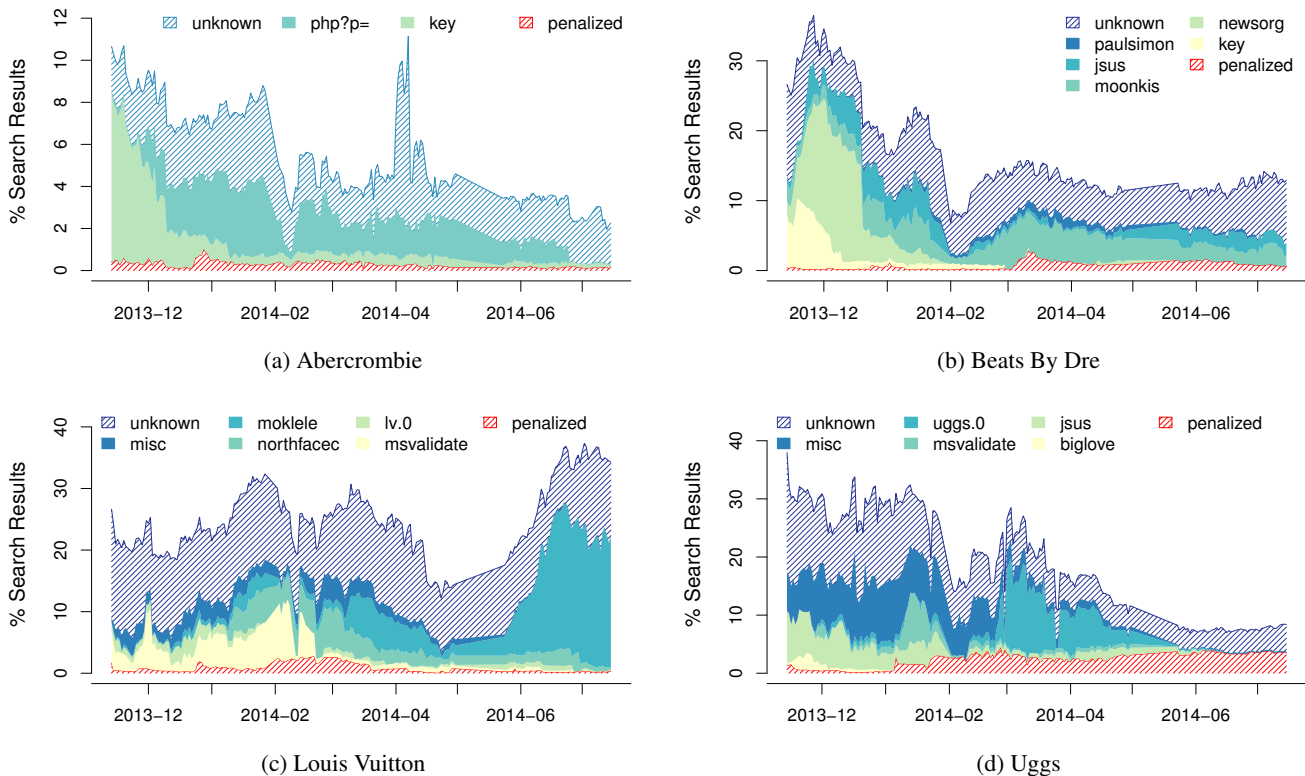 % Search Results
12
10
8
6
4
2
0
unknown php?p= key penalized
2013−12 2014−02 2014−04 2014−06
(a) Abercrombie
% Search Results
30
20
10
0
unknown newsorg
paulsimon key
jsus penalized
moonkis
2013−12 2014−02 2014−04 2014−06
(b) Beats By Dre
% Search Results
40
30
20
10
0
unknown moklele lv.0 penalized
misc northfacec msvalidate
2013−12 2014−02 2014−04 2014−06
(c) Louis Vuitton
% Search Results
40
30
20
10
0
unknown uggs.0 jsus penalized
misc msvalidate biglove
2013−12 2014−02 2014−04 2014−06
(d) Uggs